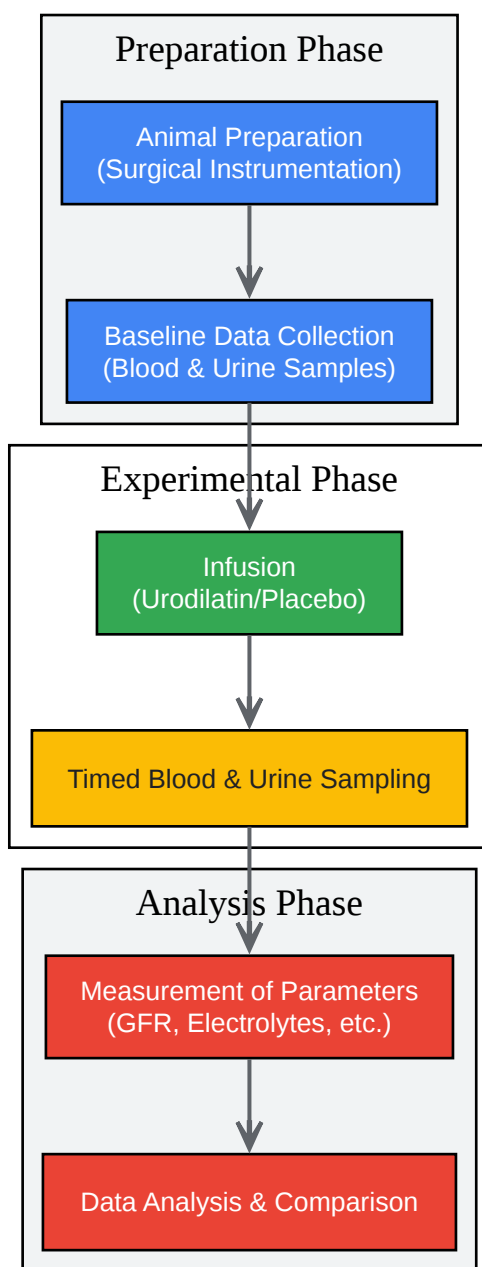 Preparation Phase
Animal Preparation
(Surgical Instrumentation)
Baseline Data Collection
(Blood & Urine Samples)
Experimental Phase
Infusion
(Urodilatin/Placebo)
Timed Blood & Urine Sampling
Analysis Phase
Measurement of Parameters
(GFR, Electrolytes, etc.)
Data Analysis & Comparison